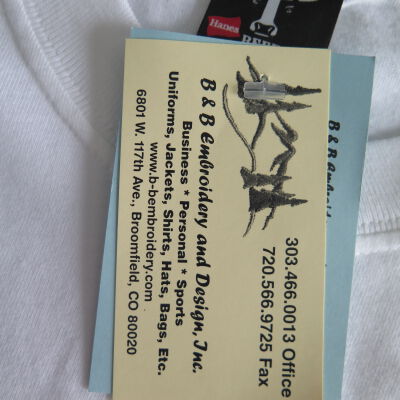 Hanes
303.466.0013 Office
720.566.9725 Fax
B & B Embroidery and Design, Inc.
Business * Personal * Sports
Uniforms, Jackets, Shirts, Hats, Bags, Etc.
www.b-bembroidery.com
6801 W. 117th Ave., Broomfield, CO 80020
B & B Embroid